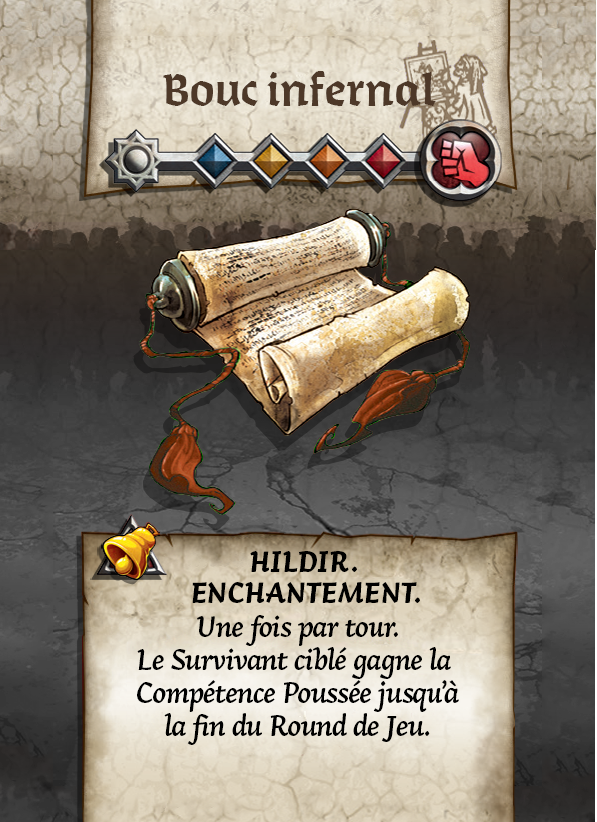 Bouc infernal
HILDIR.
ENCHANTEMENT.
Une fois par tour.
Le Survivant ciblé gagne la
Compétence Poussée jusqu'à
la fin du Round de Jeu.